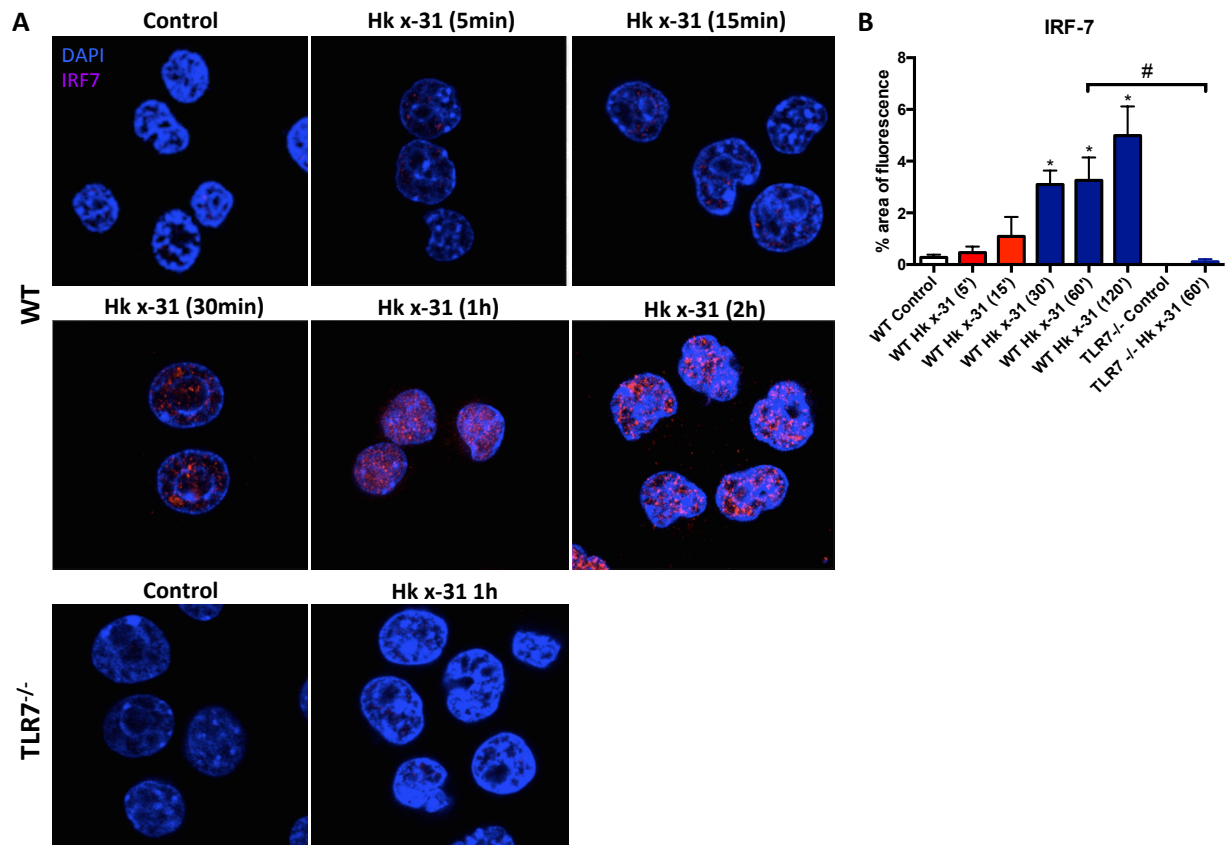 A
Control
Hk x-31 (5min)
Hk x-31 (15min)
DAPI
IRF7
WT
Hk x-31 (30min)
Hk x-31 (1h)
Hk x-31 (2h)
Control
Hk x-31 1h
TLR7-/-
B
IRF-7
% area of fluorescence
8
6
4
2
0
#
*
*
*
WT Control
WT Hk x-31 (5')
WT Hk x-31 (15')
WT Hk x-31 (30')
WT Hk x-31 (60')
WT Hk x-31 (120')
TLR7-/- Control
TLR7 -/- Hk x-31 (60')